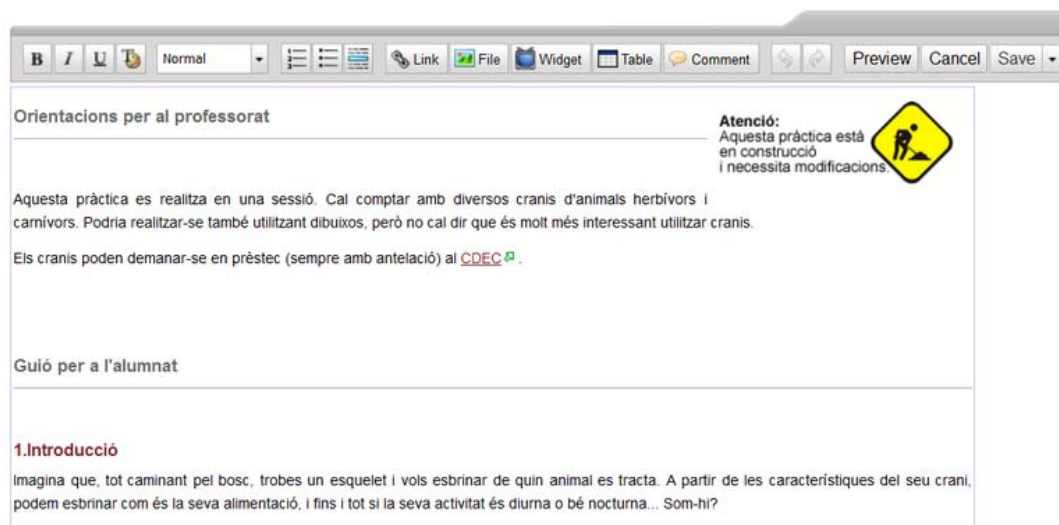 B I U T Normal Link File Widget Table Comment Preview Cancel Save
Orientacions per al professorat
Atenció:
Aquesta pràctica està
en construcció
i necessita modificacions.
Aquesta pràctica es realitza en una sessió. Cal comptar amb diversos cranis d'animals herbívors i
carnívors. Podria realitzar-se també utilitzant dibuixos, però no cal dir que és molt més interessant utilitzar cranis.
Els cranis poden demanar-se en prèstec (sempre amb antelació) al CDEC .
Guió per a l'alumnat
1.Introducció
Imagina que, tot caminant pel bosc, trobes un esquelet i vols esbrinar de quin animal es tracta. A partir de les característiques del seu crani,
podem esbrinar com és la seva alimentació, i fins i tot si la seva activitat és diurna o bé nocturna... Som-hi?